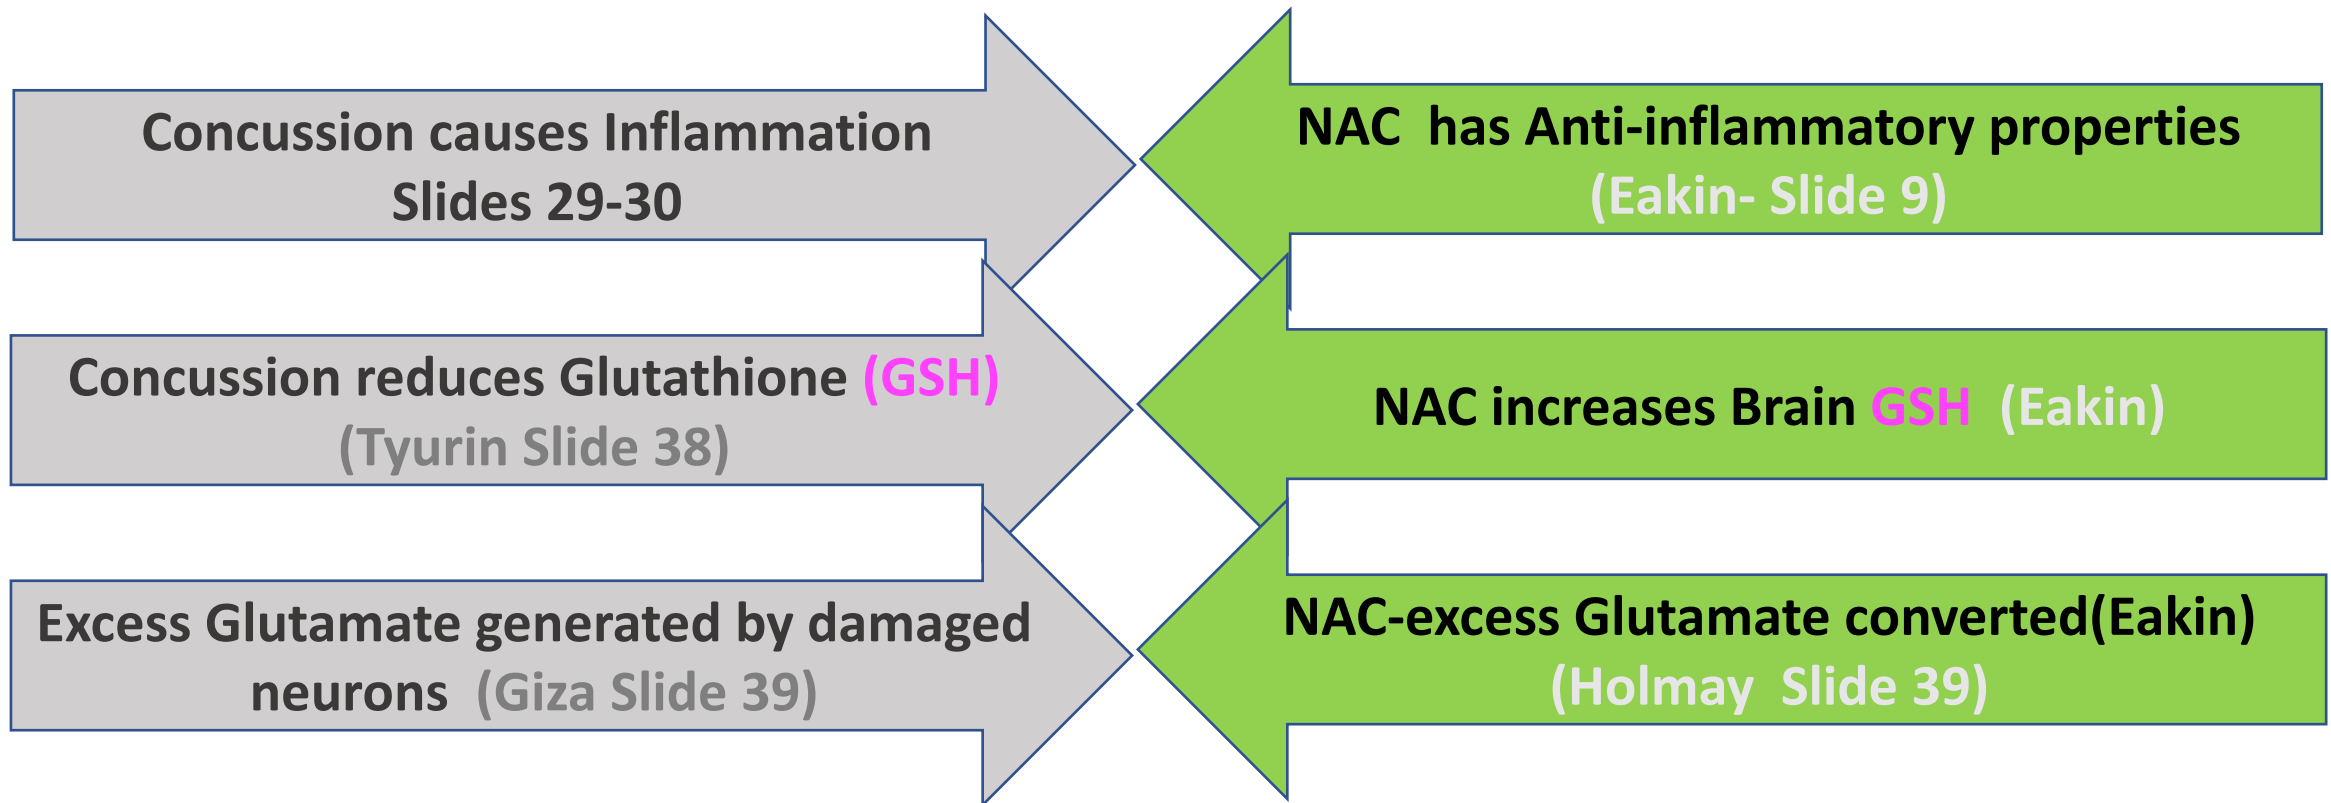 Concussion causes Inflammation
Slides 29-30
NAC has Anti-inflammatory properties
(Eakin- Slide 9)
Concussion reduces Glutathione (GSH)
(Tyurin Slide 38)
NAC increases Brain GSH (Eakin)
Excess Glutamate generated by damaged
neurons (Giza Slide 39)
NAC-excess Glutamate converted(Eakin)
(Holmay Slide 39)